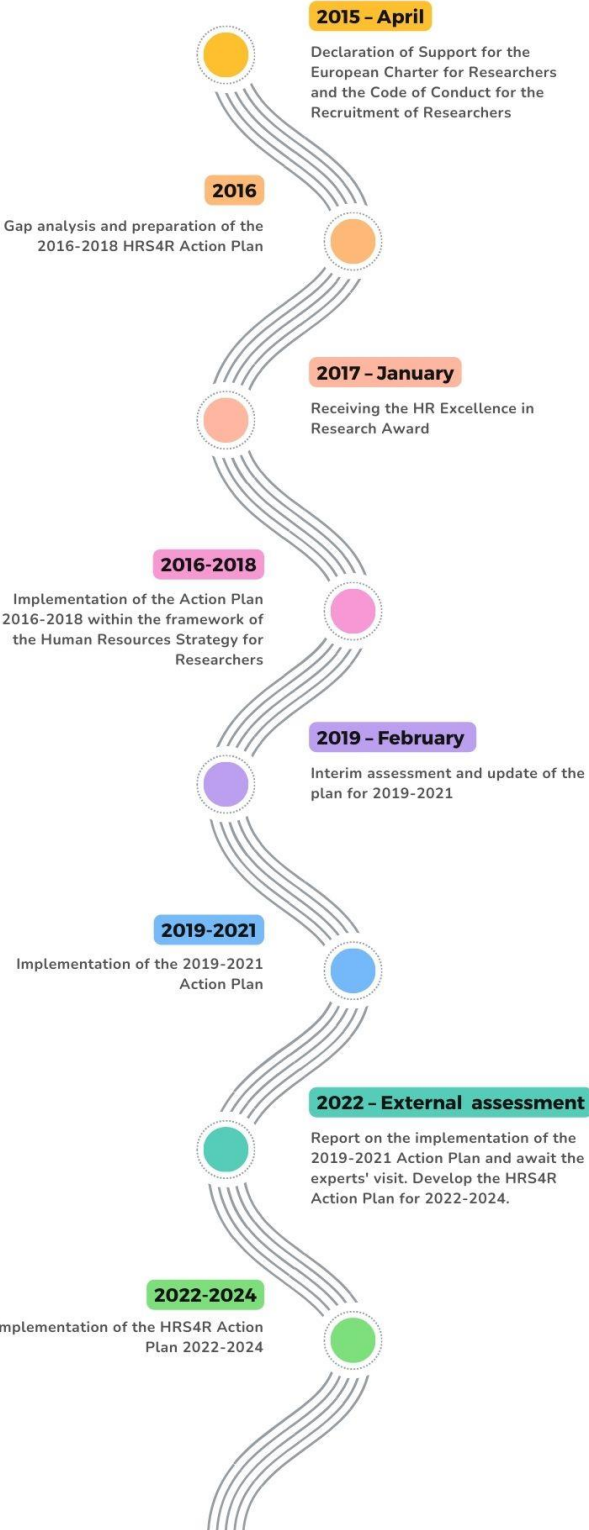 2015 – April
Declaration of Support for the
European Charter for Researchers
and the Code of Conduct for the
Recruitment of Researchers
2016
Gap analysis and preparation of the
2016-2018 HRS4R Action Plan
2017 – January
Receiving the HR Excellence in
Research Award
2016-2018
Implementation of the Action Plan
2016-2018 within the framework of
the Human Resources Strategy for
Researchers
2019 – February
Interim assessment and update of the
plan for 2019-2021
2019-2021
Implementation of the 2019-2021
Action Plan
2022 – External assessment
Report on the implementation of the
2019-2021 Action Plan and await the
experts' visit. Develop the HRS4R
Action Plan for 2022-2024.
2022-2024
mplementation of the HRS4R Action
Plan 2022-2024